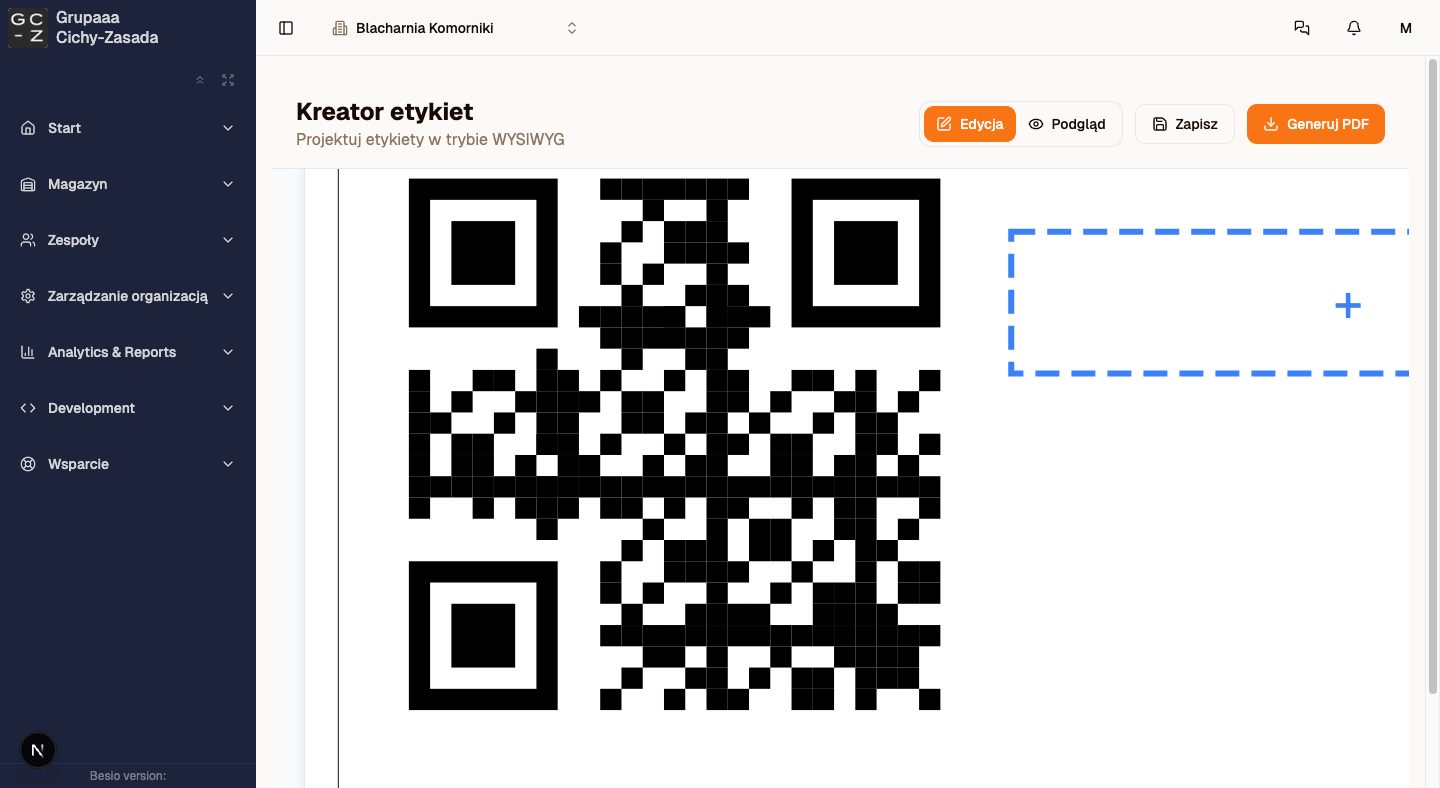 GC
-Z
Grupaaa
Cichy-Zasada
Blacharnia Komorniki
M
Start
Magazyn
Zespoły
Zarządzanie organizacją
Analytics & Reports
Development
Wsparcie
N
Besio version:
Kreator etykiet
Projektuj etykiety w trybie WYSIWYG
Edycja
Podgląd
Zapisz
Generuj PDF
+